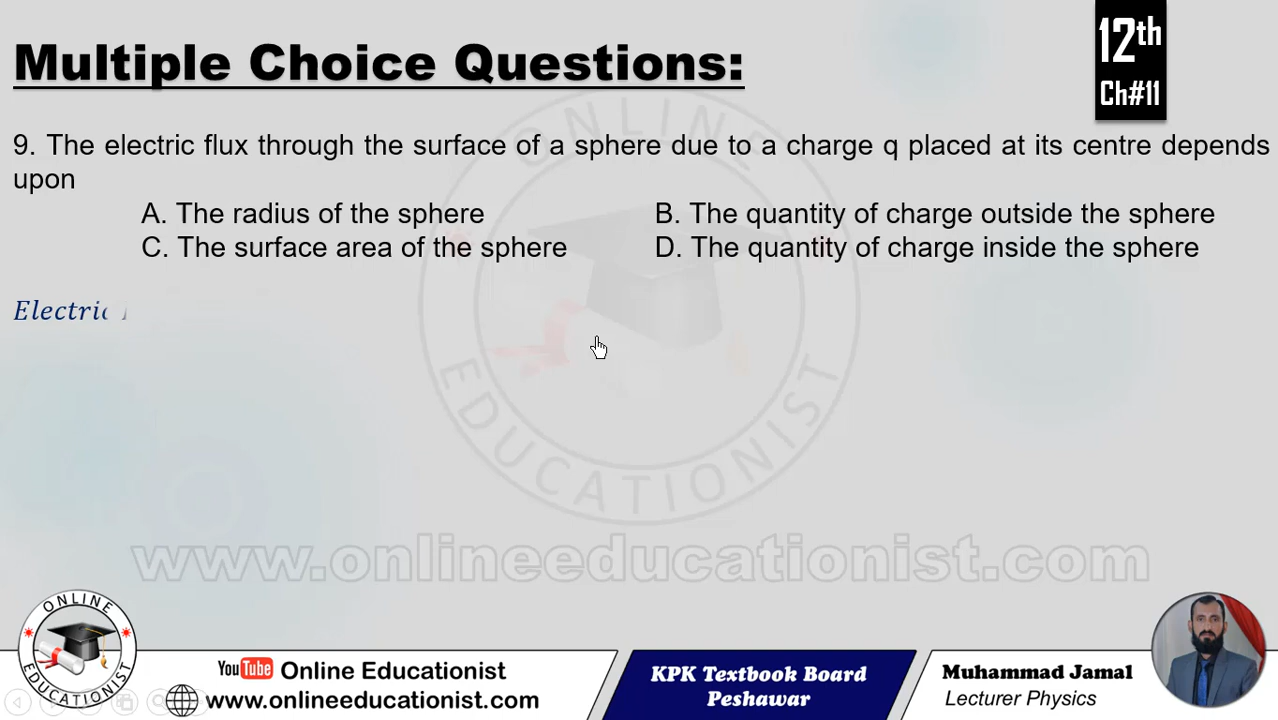 Multiple Choice Questions:
12th
Ch#11
9. The electric flux through the surface of a sphere due to a charge q placed at its centre depends
upon
A. The radius of the sphere
B. The quantity of charge outside the sphere
C. The surface area of the sphere
D. The quantity of charge inside the sphere
Electric
ONLINE
EDUCATIONIST
www.onlineeducationist.com
ONLINE
EDUCATIONIST
YouTube Online Educationist
www.onlineeducationist.com
KPK Textbook Board
Peshawar
Muhammad Jamal
Lecturer Physics